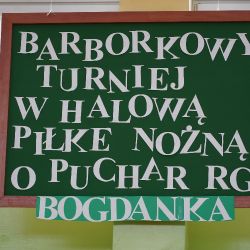 BARBORKOWY
TURNIEJ
W HALOWĄ
PIŁKE NOŻNĄ
O PUCHAR RG
BOGDANKA